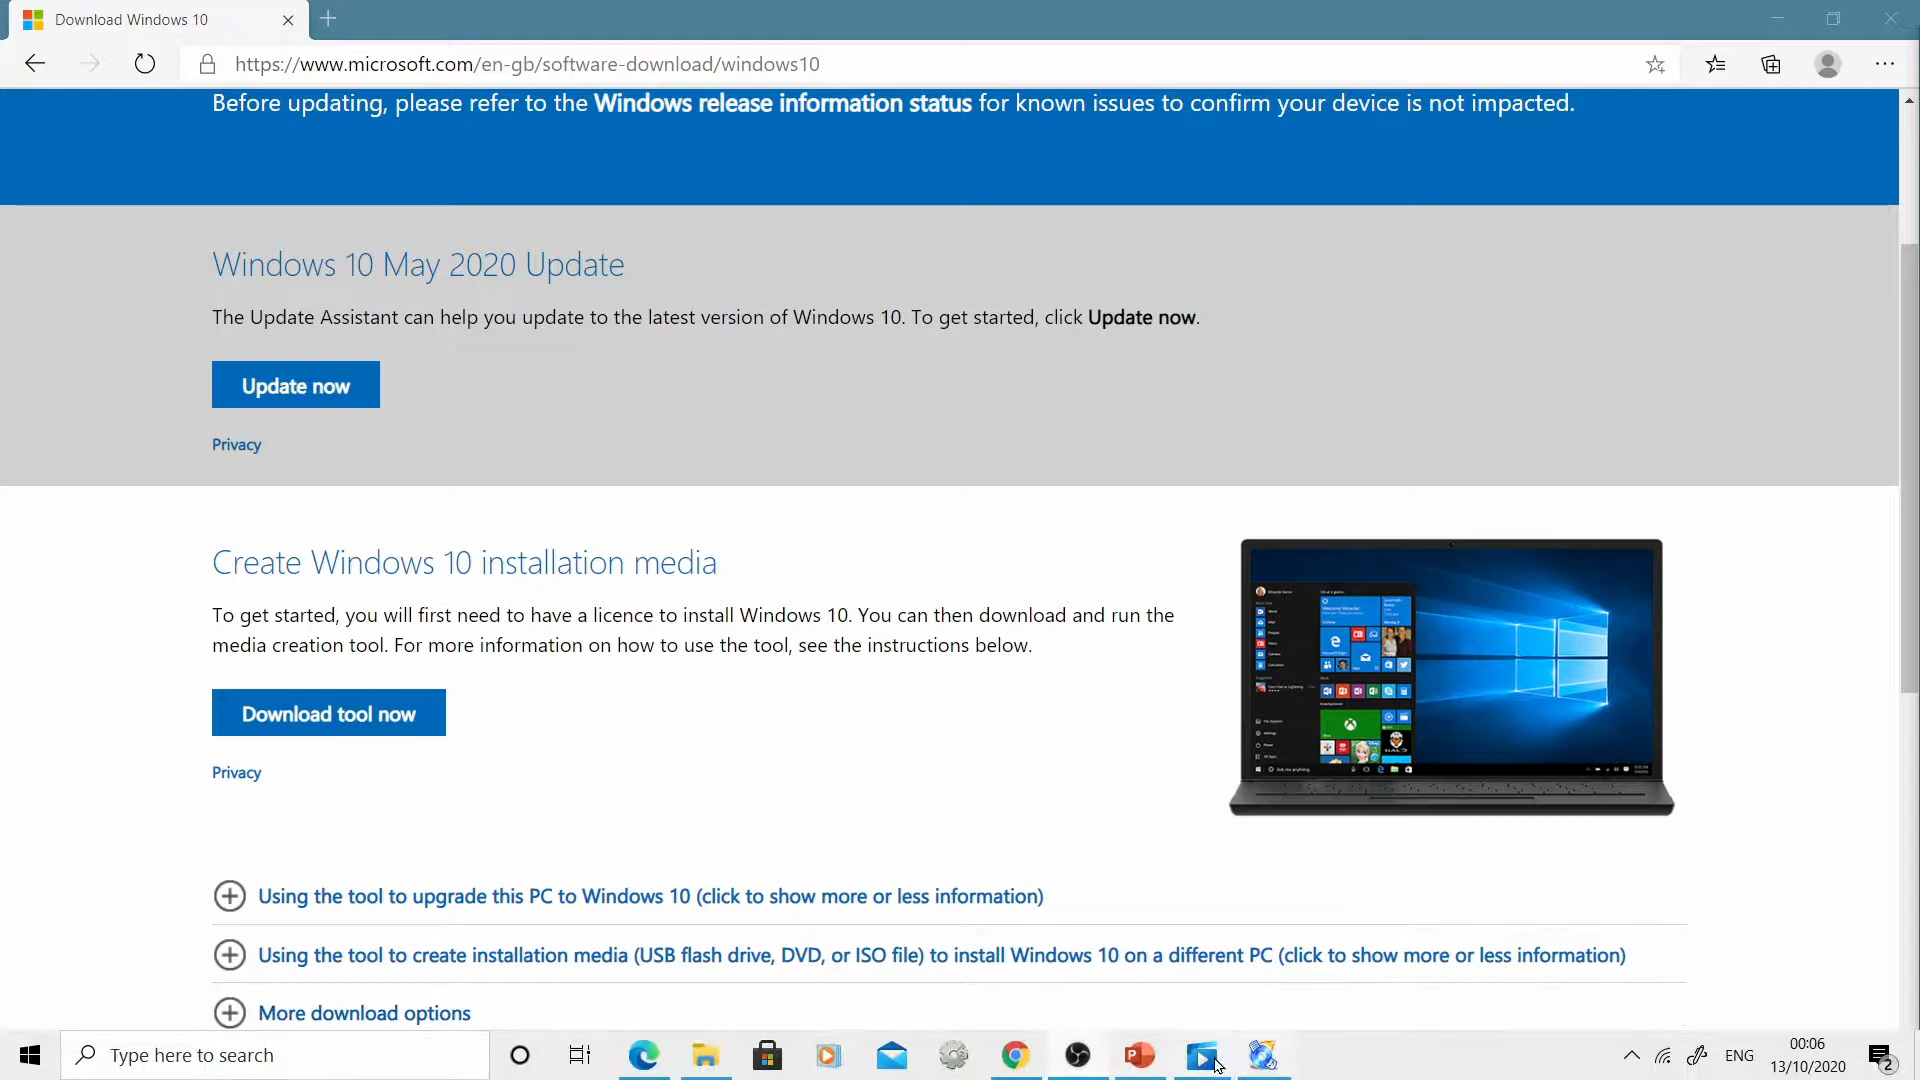 Download Windows 10
https://www.microsoft.com/en-gb/software-download/windows10
Before updating, please refer to the Windows release information status for known issues to confirm your device is not impacted.
Windows 10 May 2020 Update
The Update Assistant can help you update to the latest version of Windows 10. To get started, click Update now.
Update now
Privacy
Create Windows 10 installation media
To get started, you will first need to have a licence to install Windows 10. You can then download and run the
media creation tool. For more information on how to use the tool, see the instructions below.
Download tool now
Privacy
Using the tool to upgrade this PC to Windows 10 (click to show more or less information)
Using the tool to create installation media (USB flash drive, DVD, or ISO file) to install Windows 10 on a different PC (click to show more or less information)
More download options
Type here to search
ENG
00:06
13/10/2020
2